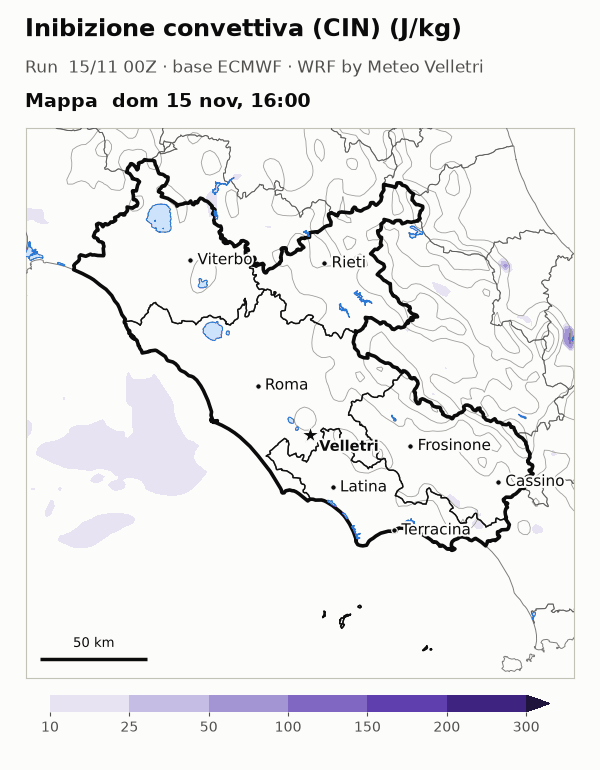 Inibizione convettiva (CIN) (J/kg)
Run  15/11 00Z · base ECMWF · WRF by Meteo Velletri
Mappa  dom 15 nov, 16:00
Viterbo
Rieti
Roma
Velletri
Frosinone
Cassino
Latina
Terracina
50 km
10 25 50 100 150 200 300